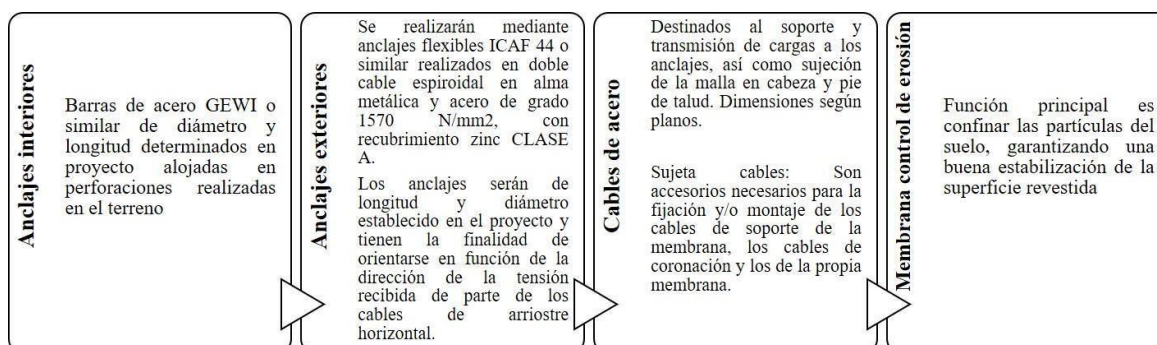 Anclajes interiores
Barras de acero GEWI o
similar de diámetro y
longitud determinados en
proyecto alojadas en
perforaciones realizadas
en el terreno
Anclajes exteriores
Se realizarán mediante
anclajes flexibles ICAF 44 o
similar realizados en doble
cable espiroidal en alma
metálica y acero de grado
1570 N/mm2, con
recubrimiento zinc CLASE
A.
Los anclajes serán de
longitud y diámetro
establecido en el proyecto y
tienen la finalidad de
orientarse en función de la
dirección de la tensión
recibida de parte de los
cables de arriostre
horizontal.
Cables de acero
Destinados al soporte y
transmisión de cargas a los
anclajes, así como sujeción
de la malla en cabeza y pie
de talud. Dimensiones según
planos.
Sujeta cables: Son
accesorios necesarios para la
fijación y/o montaje de los
cables de soporte de la
membrana, los cables de
coronación y los de la propia
membrana.
Membrana control de erosión
Función principal es
confinar las partículas del
suelo, garantizando una
buena estabilización de la
superficie revestida